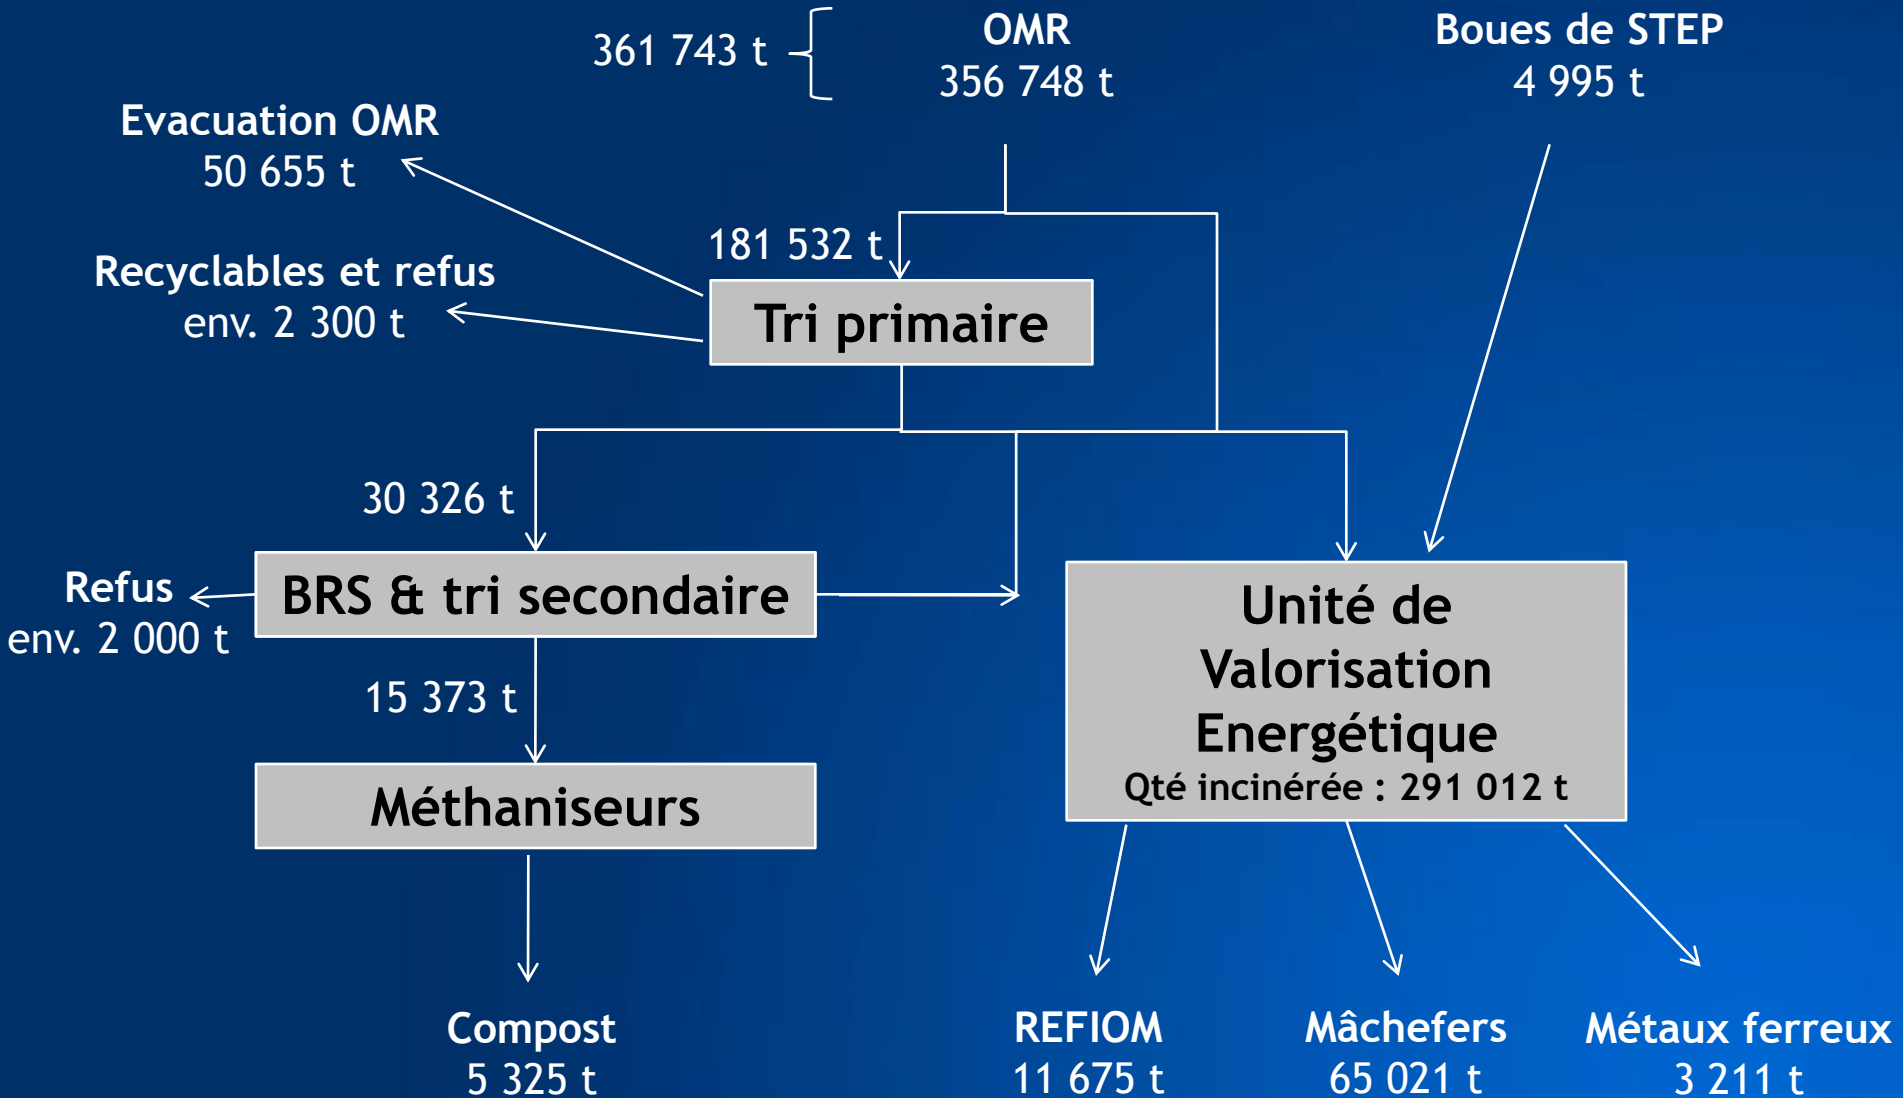 361 743 t
OMR
356 748 t
Boues de STEP
4 995 t
Evacuation OMR
50 655 t
181 532 t
Recyclables et refus
env. 2 300 t
Tri primaire
30 326 t
Refus
env. 2 000 t
BRS & tri secondaire
15 373 t
Méthaniseurs
Unité de
Valorisation
Energétique
Qté incinérée : 291 012 t
Compost
5 325 t
REFIOM
11 675 t
Mâchefers
65 021 t
Métaux ferreux
3 211 t